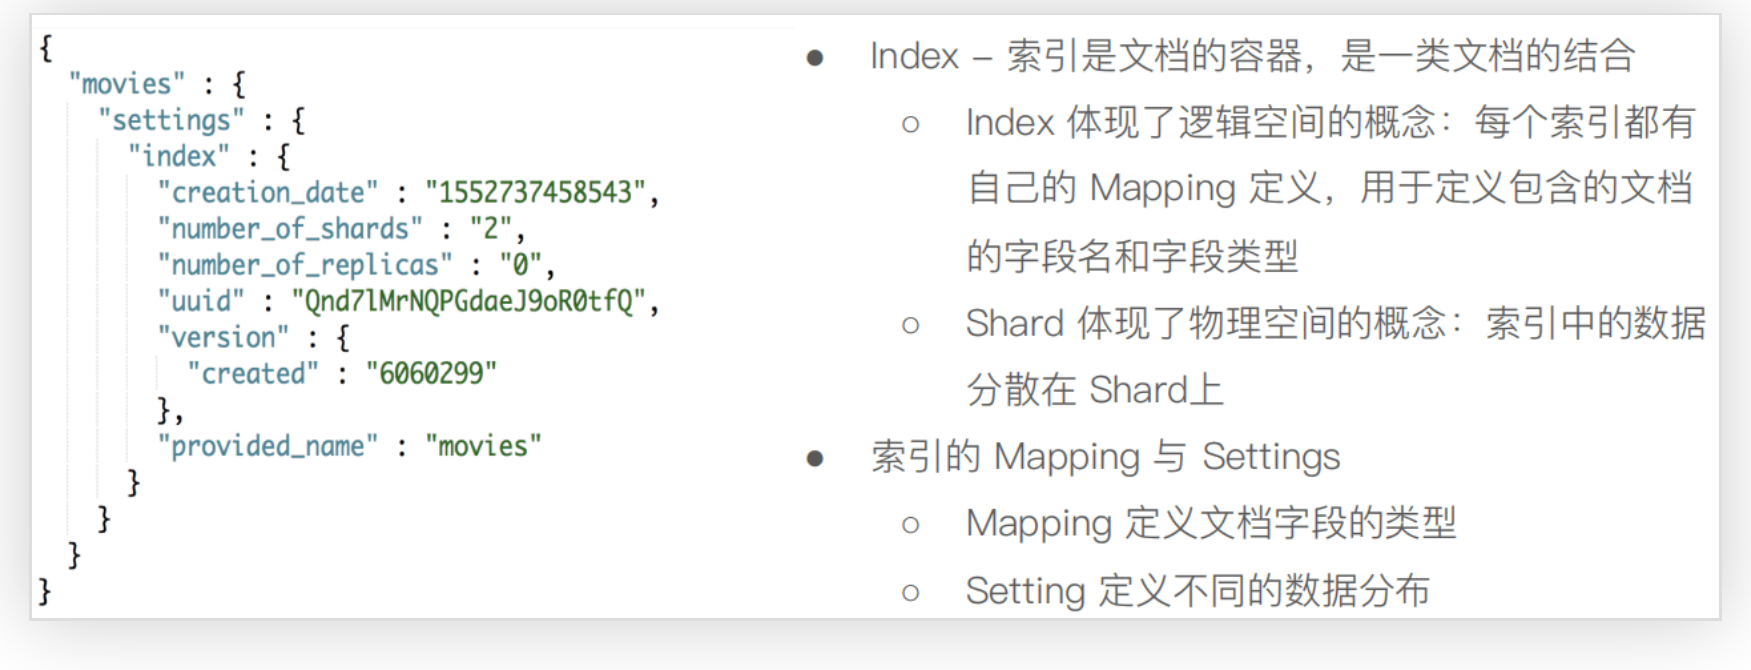 {
"movies" : {
"settings" : {
"index" : {
"creation_date" : "1552737458543",
"number_of_shards" : "2",
"number_of_replicas" : "0",
"uuid" : "Qnd7lMrNQPGdaeJ9oR0tfQ",
"version" : {
"created" : "6060299"
},
"provided_name" : "movies"
}
}
}
}
● Index – 索引是文档的容器，是一类文档的结合
○ Index 体现了逻辑空间的概念：每个索引都有
自己的 Mapping 定义，用于定义包含的文档
的字段名和字段类型
○ Shard 体现了物理空间的概念：索引中的数据
分散在 Shard上
● 索引的 Mapping 与 Settings
○ Mapping 定义文档字段的类型
○ Setting 定义不同的数据分布